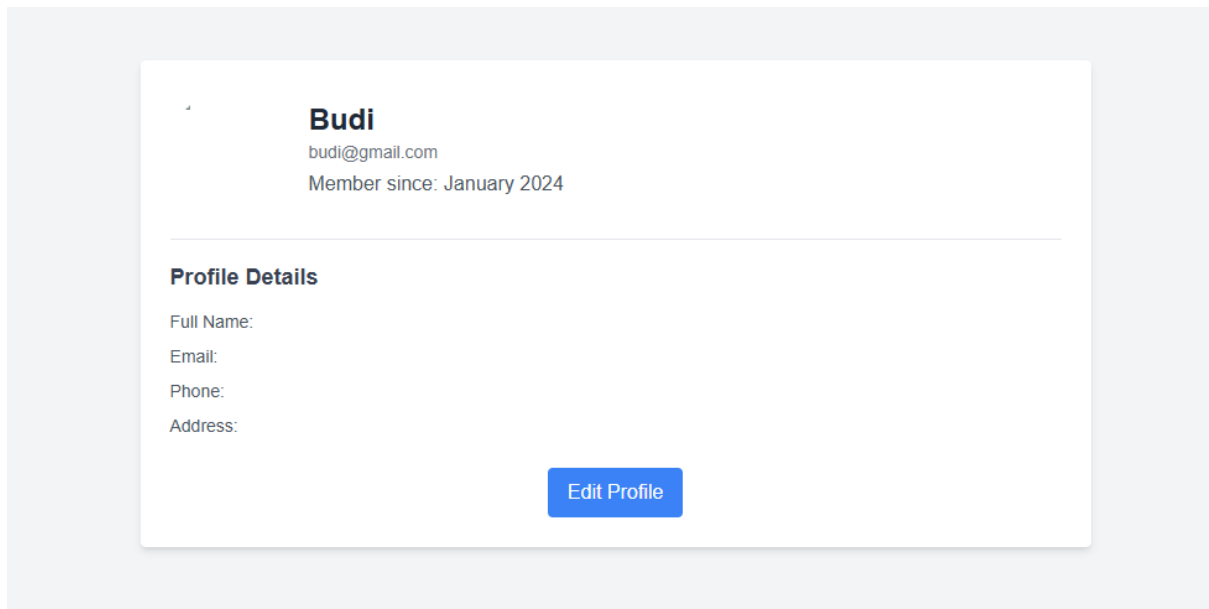 Budi
budi@gmail.com
Member since: January 2024
Profile Details
Full Name:
Email:
Phone:
Address:
Edit Profile